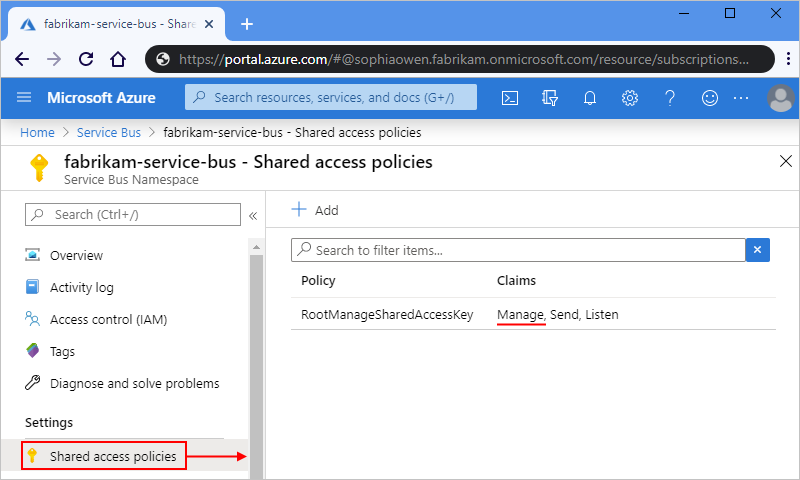 fabrikam-service-bus - Share
https://portal.azure.com/#@sophiaowen.fabrikam.onmicrosoft.com/resource/subscriptions...
Microsoft Azure
Search resources, services, and docs (G+/)
Home > Service Bus > fabrikam-service-bus - Shared access policies
fabrikam-service-bus - Shared access policies
Service Bus Namespace
Search (Ctrl+/)
Add
Overview
Search to filter items...
Activity log
Policy Claims
Access control (IAM)
RootManageSharedAccessKey Manage, Send, Listen
Tags
Diagnose and solve problems
Settings
Shared access policies